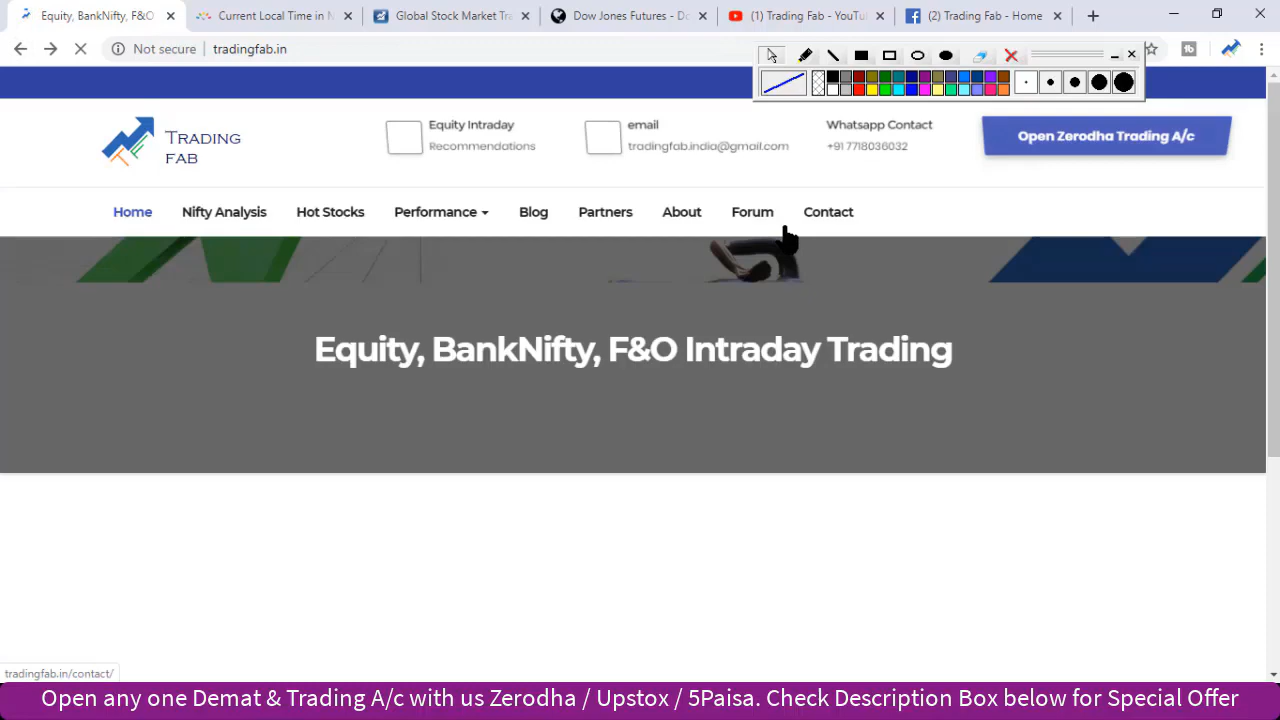 Equity, BankNifty, F&O
Current Local Time in N
Global Stock Market Tra
Dow Jones Futures - Do
(1) Trading Fab - YouTu
(2) Trading Fab - Home
Not secure
tradingfab.in
TRADING
FAB
Equity Intraday
Recommendations
email
tradingfab.india@gmail.com
Whatsapp Contact
+91 7718036032
Open Zerodha Trading A/c
Home Nifty Analysis Hot Stocks Performance Blog Partners About Forum Contact
Equity, BankNifty, F&O Intraday Trading
tradingfab.in/contact/
Open any one Demat & Trading A/c with us Zerodha / Upstox / 5Paisa. Check Description Box below for Special Offer